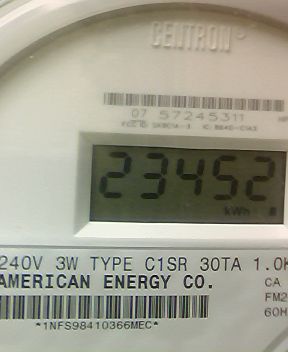 CENTRON®
07 57245311
23452
kWh
240V 3W TYPE C1SR 30TA 1.0K
AMERICAN ENERGY CO.
CA
FM2
60H
*1NFS98410366MEC*